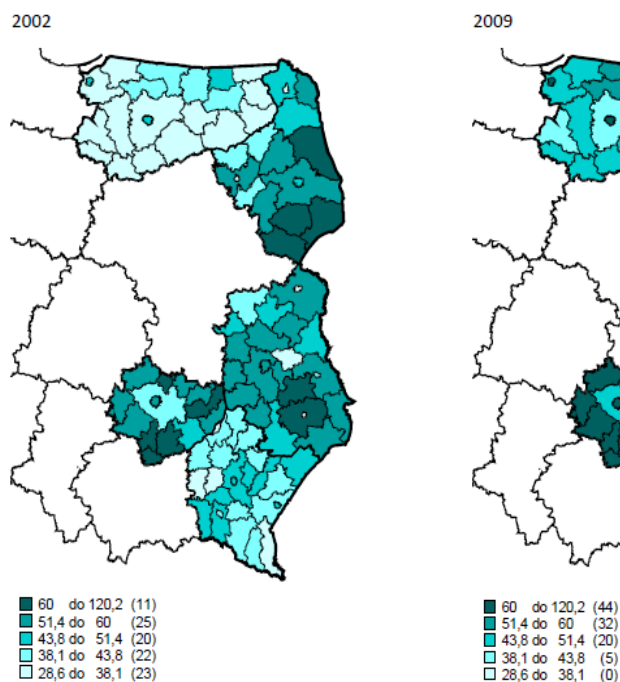 2002
2009
60 do 120,2 (11)
51,4 do 60 (25)
43,8 do 51,4 (20)
38,1 do 43,8 (22)
28,6 do 38,1 (23)
60 do 120,2 (44)
51,4 do 60 (32)
43,8 do 51,4 (20)
38,1 do 43,8 (5)
28,6 do 38,1 (0)